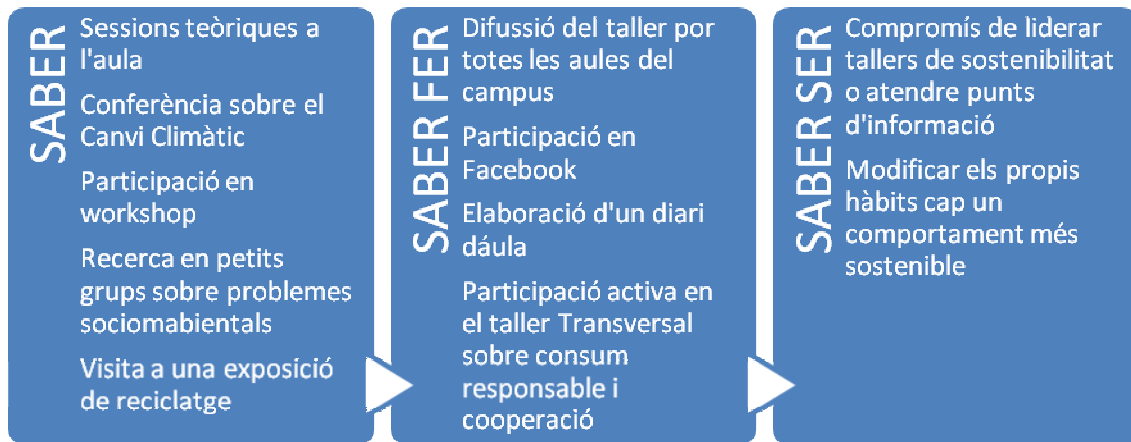 SABER
Sessions teòriques a
l'aula
Conferència sobre el
Canvi Climàtic
Participació en
workshop
Recerca en petits
grups sobre problemes
sociomabientals
Visita a una exposició
de reciclatge
SABER FER
Difussió del taller por
totes les aules del
campus
Participació en
Facebook
Elaboració d'un diari
dáula
Participació activa en
el taller Transversal
sobre consum
responsable i
cooperació
SABER SER
Compromís de liderar
tallers de sostenibilitat
o atendre punts
d'informació
Modificar els propis
hàbits cap un
comportament més
sostenible